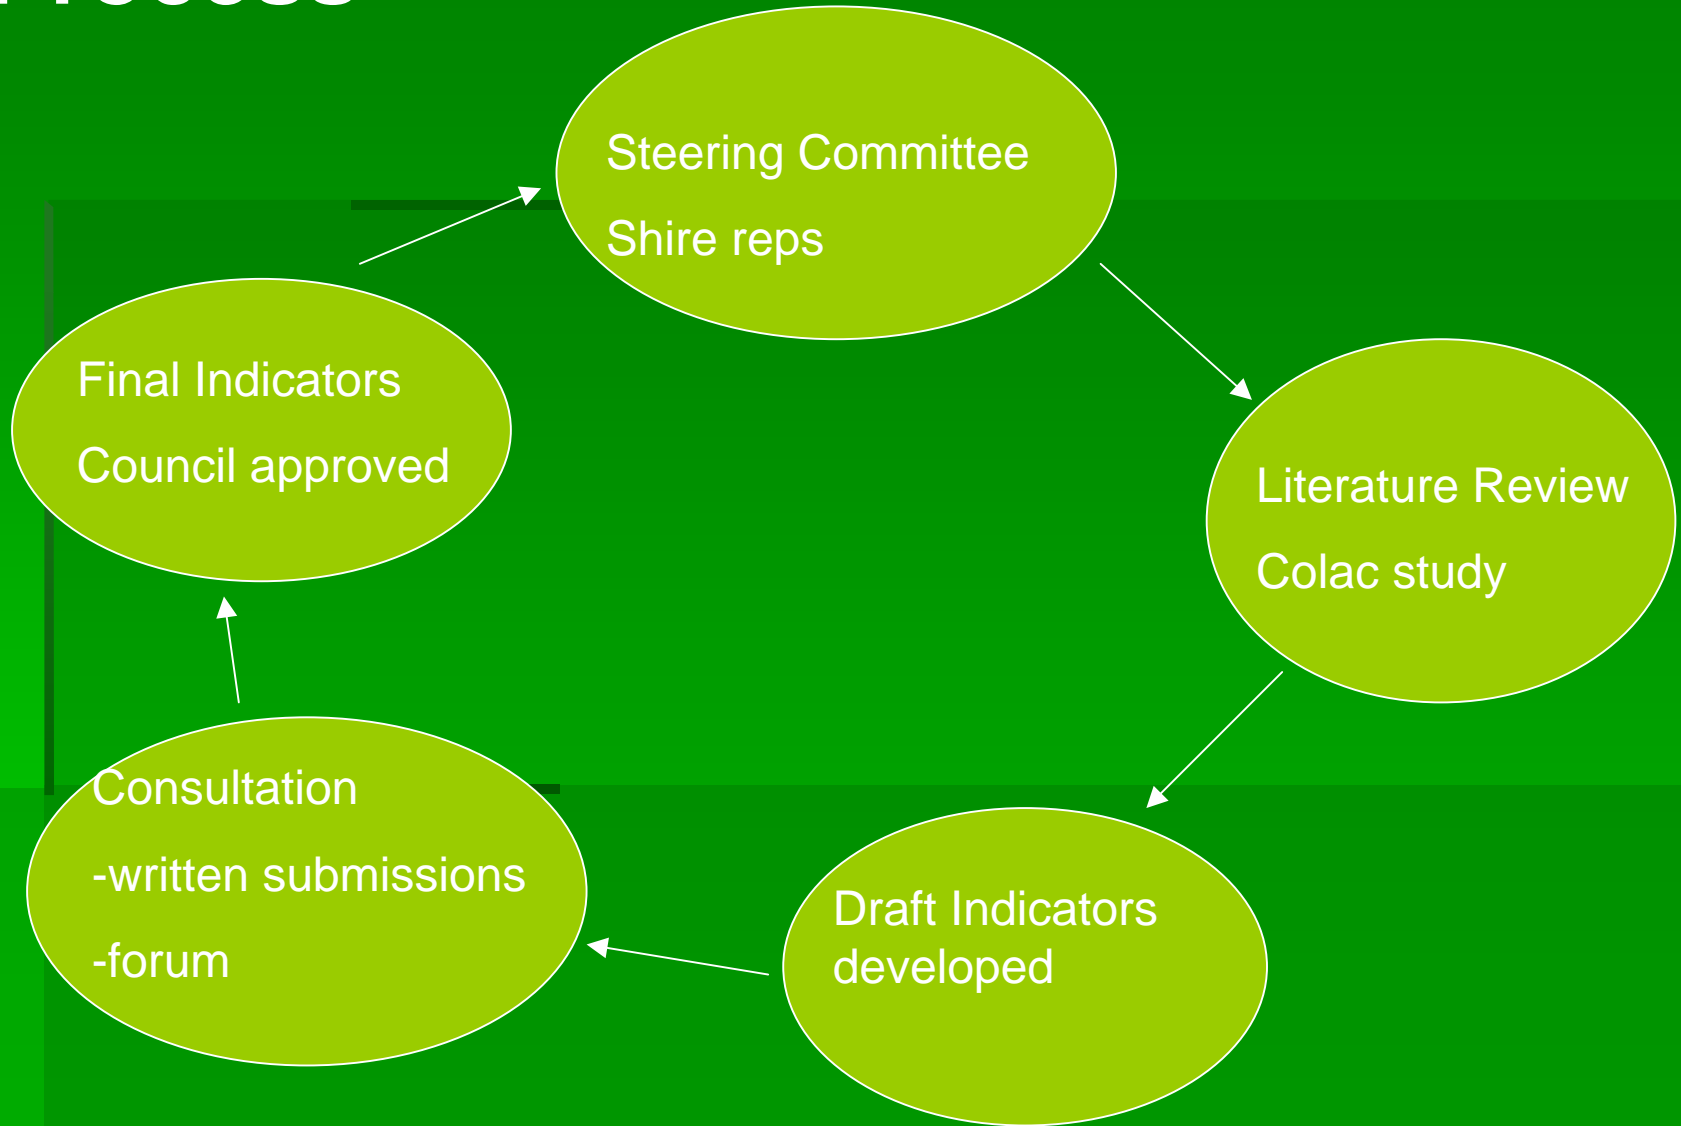 Process
Steering Committee
Shire reps
Final Indicators
Council approved
Literature Review
Colac study
Consultation
-written submissions
-forum
Draft Indicators
developed